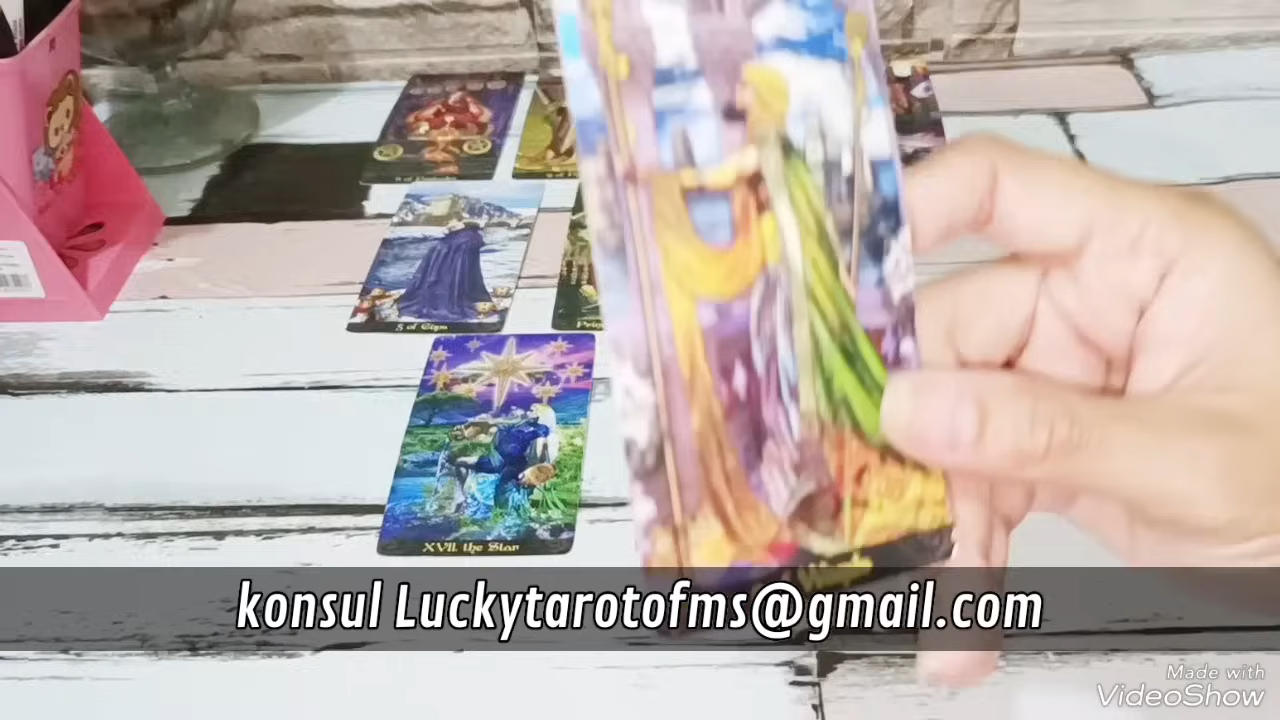 5 of Cups
XVII. the Star
konsul Luckytarotofms@gmail.com
Made with
VideoShow